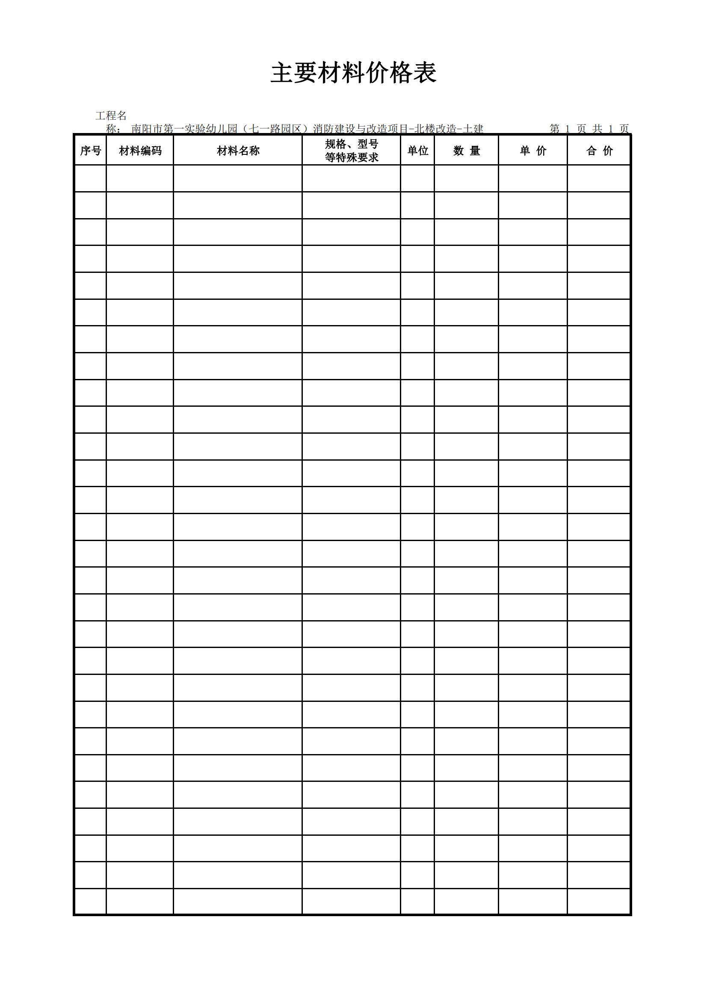 主要材料价格表
工程名
称： 南阳市第一实验幼儿园（七一路园区）消防建设与改造项目-北楼改造-土建 第 1 页 共 1 页
序号 材料编码 材料名称 规格、型号 单位 数 量 单 价 合 价
等特殊要求